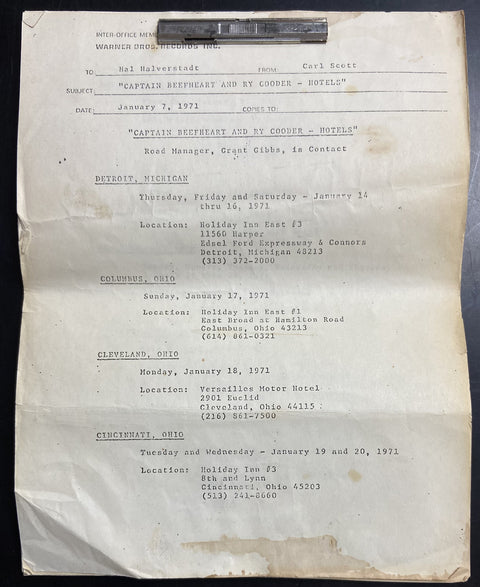 INTER-OFFICE MEM
WARNER BROS. RECORDS INC.
TO Hal Halverstadt FROM Carl Scott
SUBJECT: "CAPTAIN BEEFHEART AND RY COODER - HOTELS"
DATE: January 7, 1971 COPIES TO:
"CAPTAIN BEEFHEART AND RY COODER - HOTELS"
Road Manager, Grant Gibbs, is Contact
DETROIT, MICHIGAN
Thursday, Friday and Saturday - January 14
thru 16, 1971
Location: Holiday Inn East #3
11560 Harper
Edsel Ford Expressway & Connors
Detroit, Michigan 48213
(313) 372-2000
COLUMBUS, OHIO
Sunday, January 17, 1971
Location: Holiday Inn East #1
East Broad at Hamilton Road
Columbus, Ohio 43213
(614) 861-0321
CLEVELAND, OHIO
Monday, January 18, 1971
Location: Versailles Motor Hotel
2901 Euclid
Cleveland, Ohio 44115
(216) 861-7500
CINCINNATI, OHIO
Tuesday and Wednesday - January 19 and 20, 1971
Location: Holiday Inn #3
8th and Lynn
Cincinnati, Ohio 45203
(513) 241-8660